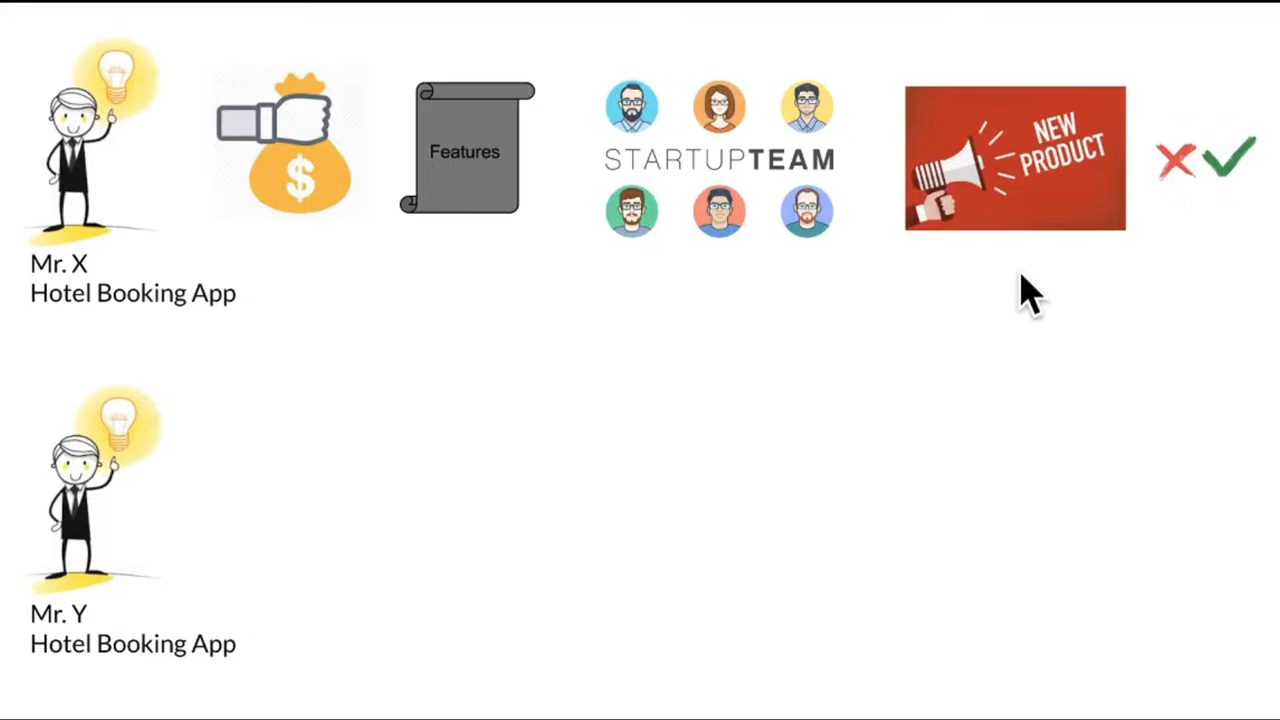 Features
STARTUPTEAM
NEW
PRODUCT
$
Mr. X
Hotel Booking App
Mr. Y
Hotel Booking App